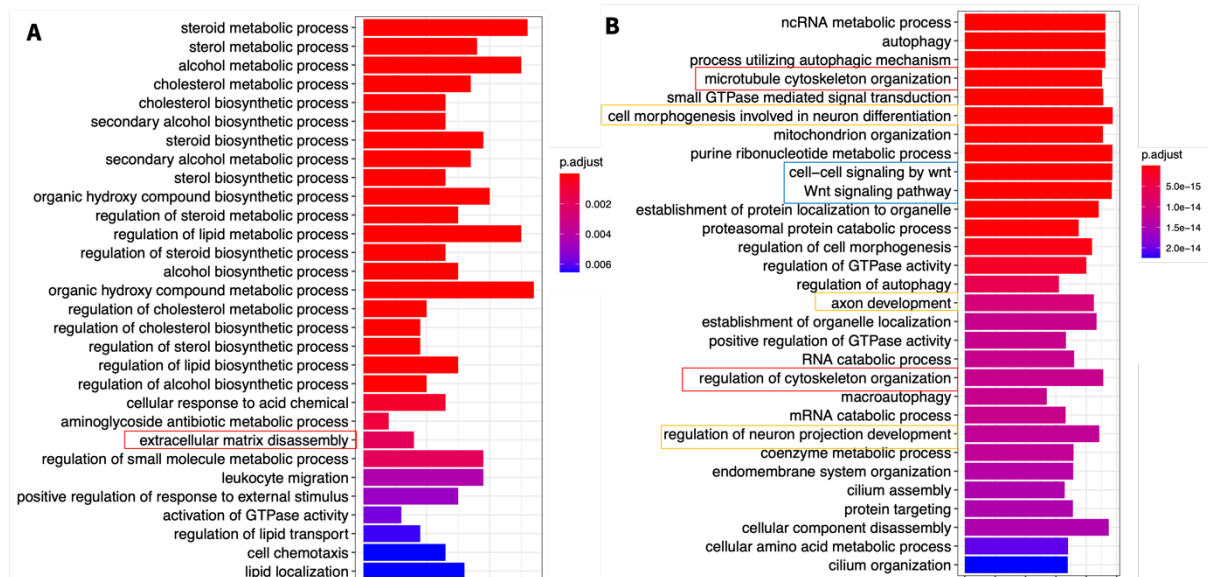 A
steroid metabolic process
sterol metabolic process
alcohol metabolic process
cholesterol metabolic process
cholesterol biosynthetic process
secondary alcohol biosynthetic process
steroid biosynthetic process
secondary alcohol metabolic process
sterol biosynthetic process
organic hydroxy compound biosynthetic process
regulation of steroid metabolic process
regulation of lipid metabolic process
regulation of steroid biosynthetic process
alcohol biosynthetic process
organic hydroxy compound metabolic process
regulation of cholesterol metabolic process
regulation of cholesterol biosynthetic process
regulation of sterol biosynthetic process
regulation of lipid biosynthetic process
regulation of alcohol biosynthetic process
cellular response to acid chemical
aminoglycoside antibiotic metabolic process
extracellular matrix disassembly
regulation of small molecule metabolic process
leukocyte migration
positive regulation of response to external stimulus
activation of GTPase activity
regulation of lipid transport
cell chemotaxis
lipid localization
p.adjust
0.002
0.004
0.006
B
ncRNA metabolic process
autophagy
process utilizing autophagic mechanism
microtubule cytoskeleton organization
small GTPase mediated signal transduction
cell morphogenesis involved in neuron differentiation
mitochondrion organization
purine ribonucleotide metabolic process
cell-cell signaling by wnt
Wnt signaling pathway
establishment of protein localization to organelle
proteasomal protein catabolic process
regulation of cell morphogenesis
regulation of GTPase activity
regulation of autophagy
axon development
establishment of organelle localization
positive regulation of GTPase activity
RNA catabolic process
regulation of cytoskeleton organization
macroautophagy
mRNA catabolic process
regulation of neuron projection development
coenzyme metabolic process
endomembrane system organization
cilium assembly
protein targeting
cellular component disassembly
cellular amino acid metabolic process
cilium organization
p.adjust
5.0e-15
1.0e-14
1.5e-14
2.0e-14